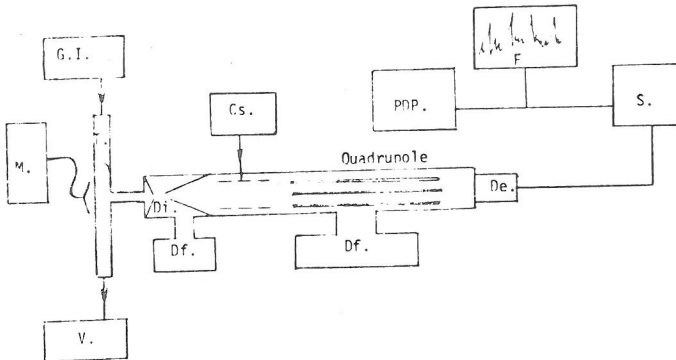 G.I.
F
PDP.
S.
Cs.
M.
Quadrupole
De.
Di.
Df.
Df.
V.